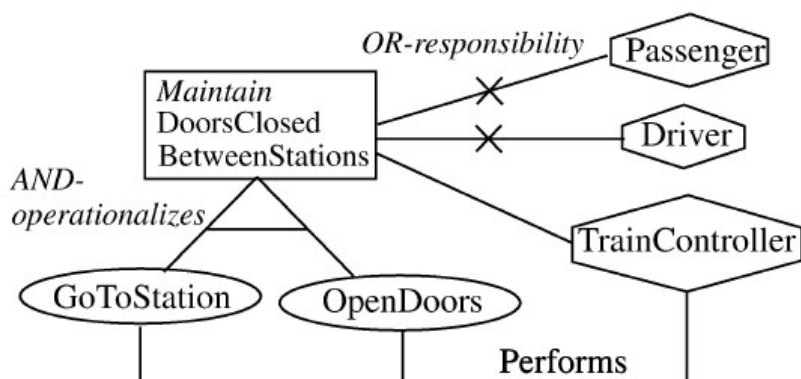 OR-responsibility
Passenger
Maintain
DoorsClosed
BetweenStations
Driver
AND-
operationalizes
TrainController
GoToStation
OpenDoors
Performs